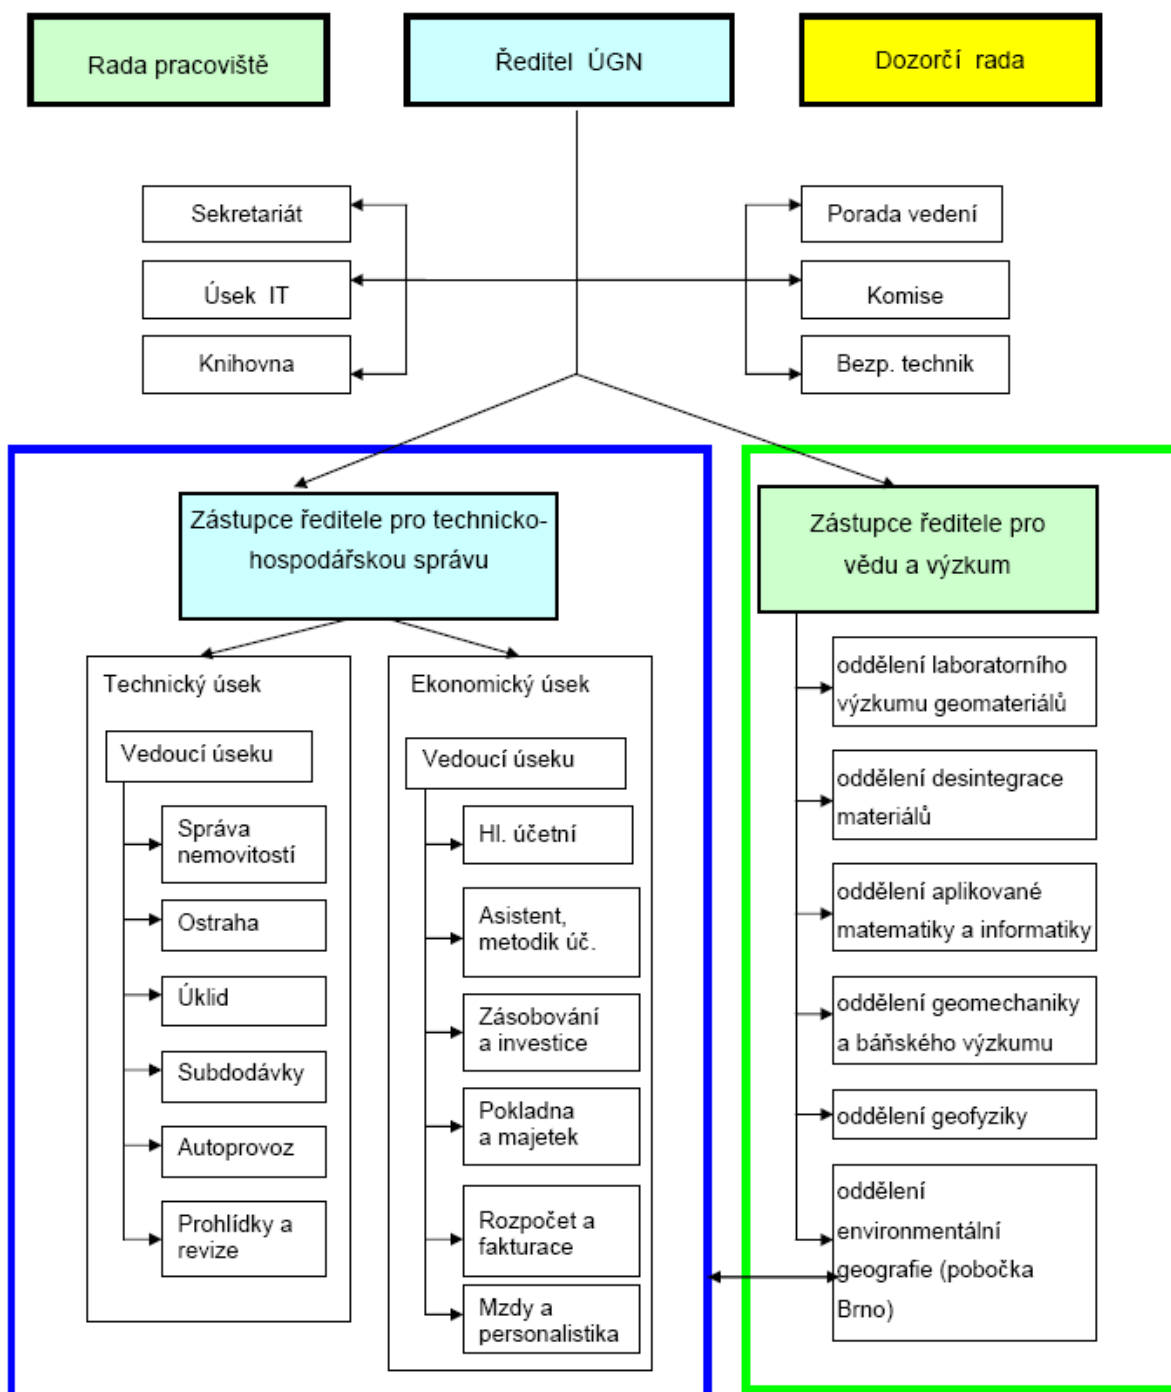 Rada pracoviště
Ředitel ÚGN
Dozorčí rada
Sekretariát
Porada vedení
Úsek IT
Komise
Knihovna
Bezp. technik
Zástupce ředitele pro technicko-
hospodářskou správu
Zástupce ředitele pro
vědu a výzkum
Technický úsek
Vedoucí úseku
Správa
nemovitostí
Ostraha
Úklid
Subdodávky
Autoprovoz
Prohlídky a
revize
Ekonomický úsek
Vedoucí úseku
Hl. účetní
Asistent,
metodik úč.
Zásobování
a investice
Pokladna
a majetek
Rozpočet a
fakturace
Mzdy a
personalistika
oddělení laboratorního
výzkumu geomateriálů
oddělení desintegrace
materiálů
oddělení aplikované
matematiky a informatiky
oddělení geomechaniky
a báňského výzkumu
oddělení geofyziky
oddělení
environmentální
geografie (pobočka
Brno)